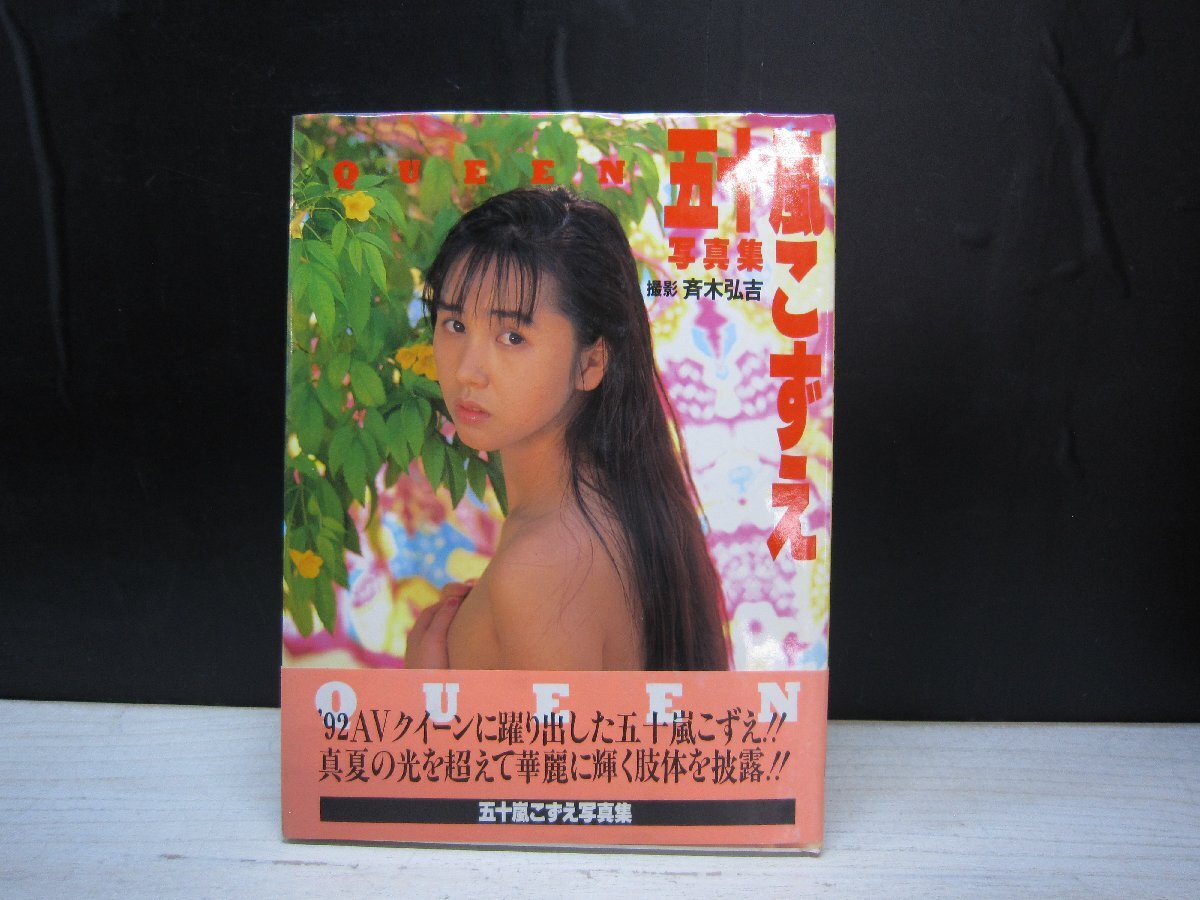 QUEEN
五十嵐こずえ
写真集
撮影 斉木弘吉
QUEEN
'92AVクイーンに躍り出した五十嵐こずえ!!
真夏の光を超えて華麗に輝く肢体を披露!!
五十嵐こずえ写真集